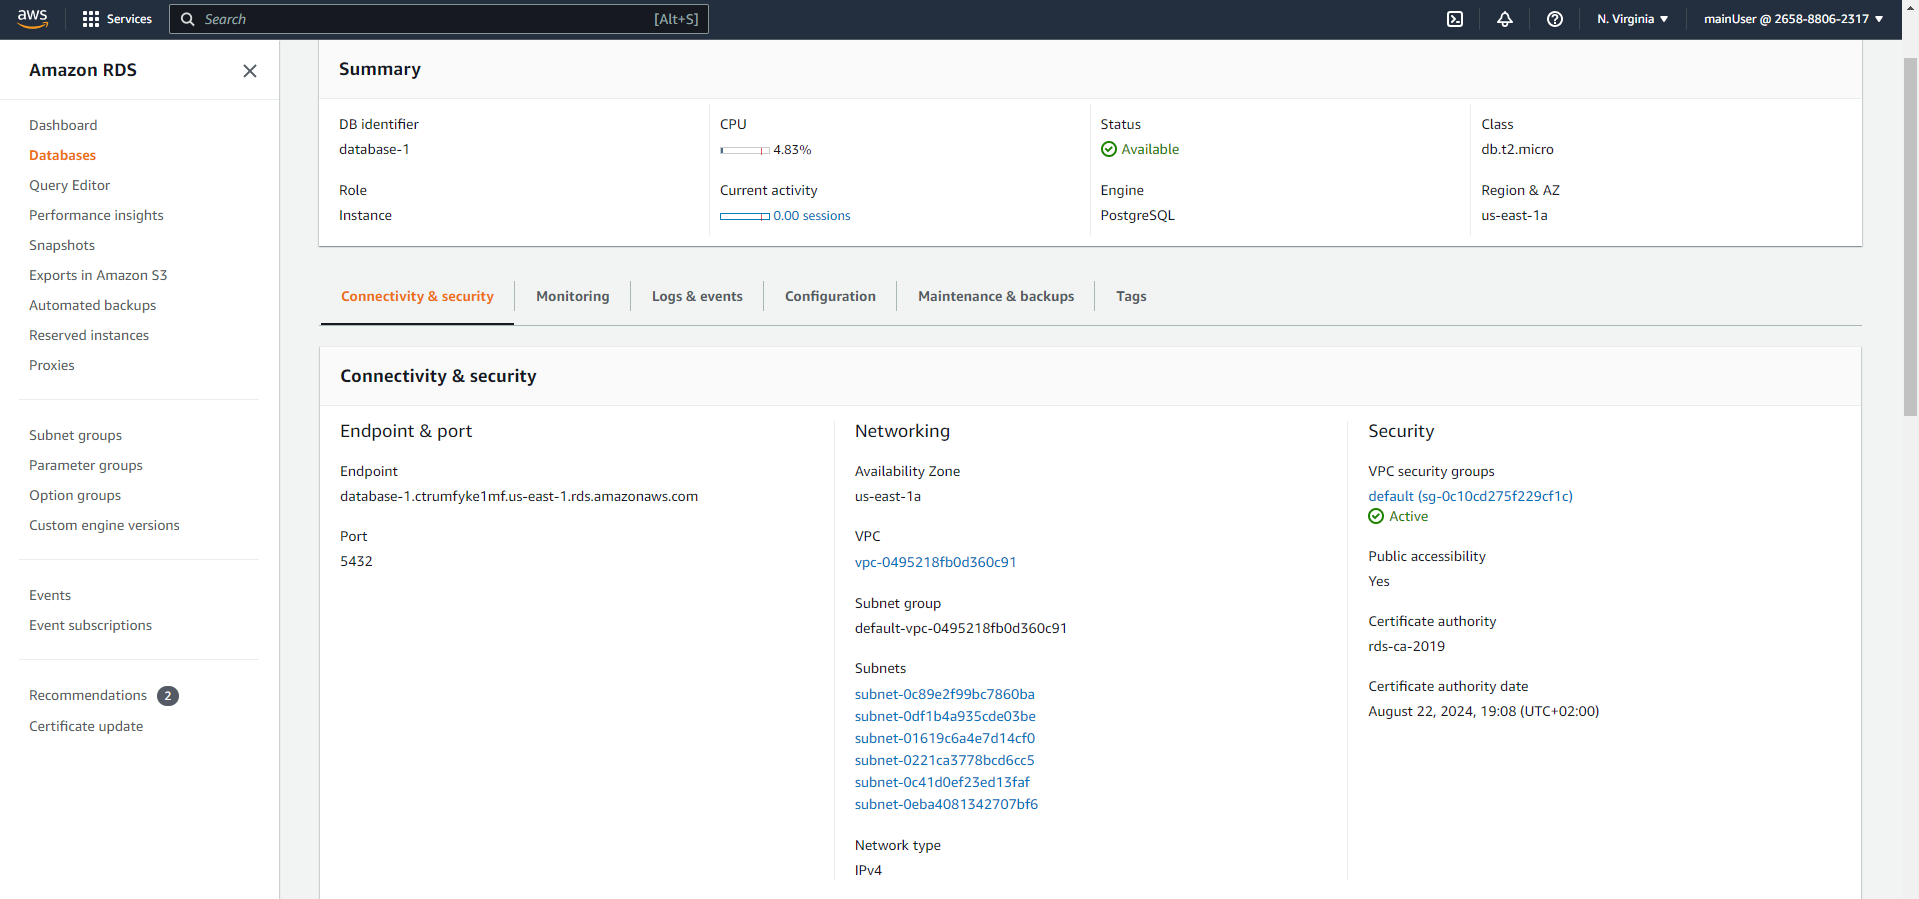 aws
Services
Search
[Alt+S]
N. Virginia ▼
mainUser @ 2658-8806-2317 ▼
Amazon RDS
Dashboard
Databases
Query Editor
Performance insights
Snapshots
Exports in Amazon S3
Automated backups
Reserved instances
Proxies
Subnet groups
Parameter groups
Option groups
Custom engine versions
Events
Event subscriptions
Recommendations 2
Certificate update
Summary
DB identifier
database-1
CPU
4.83%
Status
Available
Class
db.t2.micro
Role
Instance
Current activity
0.00 sessions
Engine
PostgreSQL
Region & AZ
us-east-1a
Connectivity & security
Monitoring
Logs & events
Configuration
Maintenance & backups
Tags
Connectivity & security
Endpoint & port
Endpoint
database-1.ctrumfyke1mf.us-east-1.rds.amazonaws.com
Port
5432
Networking
Availability Zone
us-east-1a
VPC
vpc-0495218fb0d360c91
Subnet group
default-vpc-0495218fb0d360c91
Subnets
subnet-0c89e2f99bc7860ba
subnet-0df1b4a935cde03be
subnet-01619c6a4e7d14cf0
subnet-0221ca3778bcd6cc5
subnet-0c41d0ef23ed13faf
subnet-0eba4081342707bf6
Network type
IPv4
Security
VPC security groups
default (sg-0c10cd275f229cf1c)
Active
Public accessibility
Yes
Certificate authority
rds-ca-2019
Certificate authority date
August 22, 2024, 19:08 (UTC+02:00)